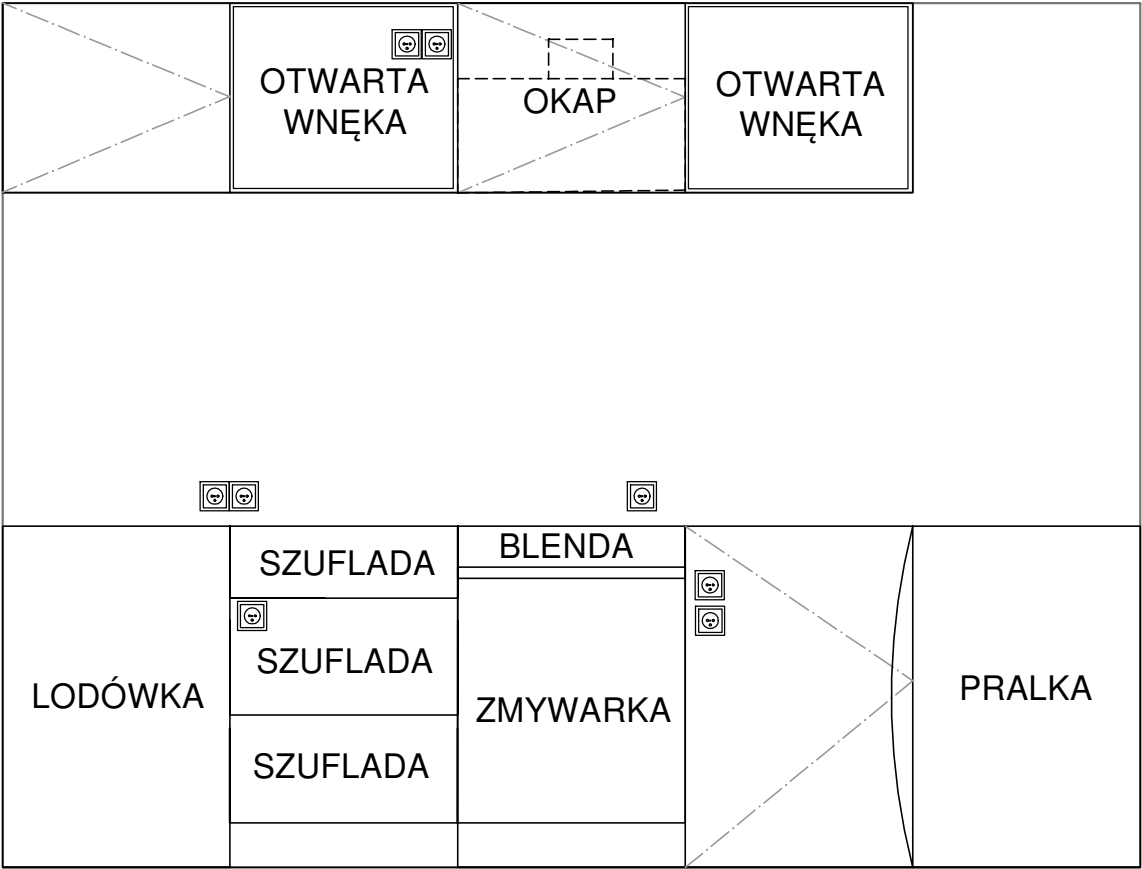 OTWARTA
WNĘKA
OKAP
OTWARTA
WNĘKA
LODÓWKA
SZUFLADA
SZUFLADA
SZUFLADA
BLENDA
ZMYWARKA
PRALKA